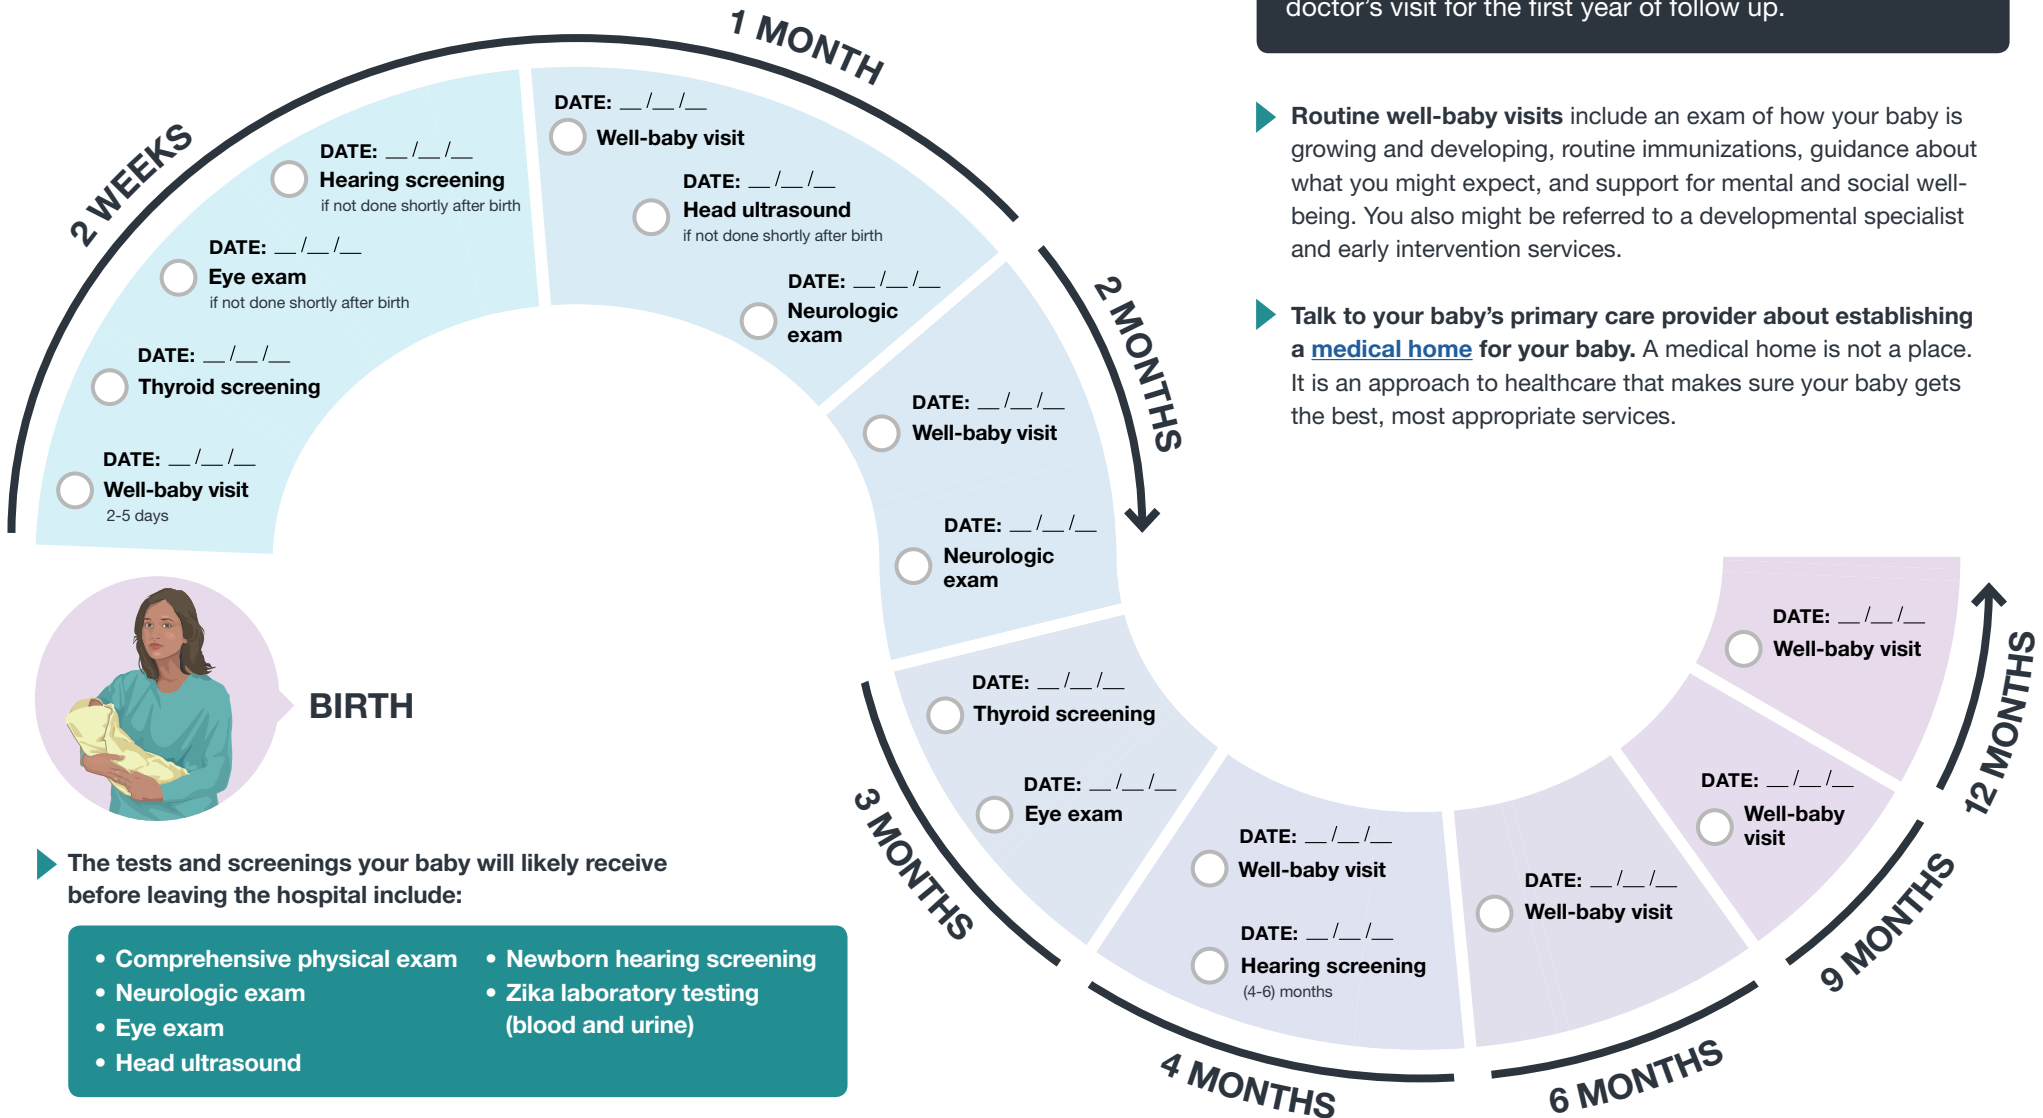 doctor's visit for the first year of follow up.
Routine well-baby visits include an exam of how your baby is
growing and developing, routine immunizations, guidance about
what you might expect, and support for mental and social well-
being. You also might be referred to a developmental specialist
and early intervention services.
Talk to your baby's primary care provider about establishing
a medical home for your baby. A medical home is not a place.
It is an approach to healthcare that makes sure your baby gets
the best, most appropriate services.
BIRTH
The tests and screenings your baby will likely receive
before leaving the hospital include:
• Comprehensive physical exam
• Neurologic exam
• Eye exam
• Head ultrasound
• Newborn hearing screening
• Zika laboratory testing
(blood and urine)
2 WEEKS
DATE: __ /__ /__
Well-baby visit
2-5 days
DATE: __ /__ /__
Thyroid screening
DATE: __ /__ /__
Eye exam
if not done shortly after birth
DATE: __ /__ /__
Hearing screening
if not done shortly after birth
1 MONTH
DATE: __ /__ /__
Well-baby visit
DATE: __ /__ /__
Head ultrasound
if not done shortly after birth
DATE: __ /__ /__
Neurologic
exam
2 MONTHS
DATE: __ /__ /__
Well-baby visit
DATE: __ /__ /__
Neurologic
exam
3 MONTHS
DATE: __ /__ /__
Thyroid screening
DATE: __ /__ /__
Eye exam
4 MONTHS
DATE: __ /__ /__
Well-baby visit
DATE: __ /__ /__
Hearing screening
(4-6) months
6 MONTHS
DATE: __ /__ /__
Well-baby visit
9 MONTHS
DATE: __ /__ /__
Well-baby
visit
12 MONTHS
DATE: __ /__ /__
Well-baby visit